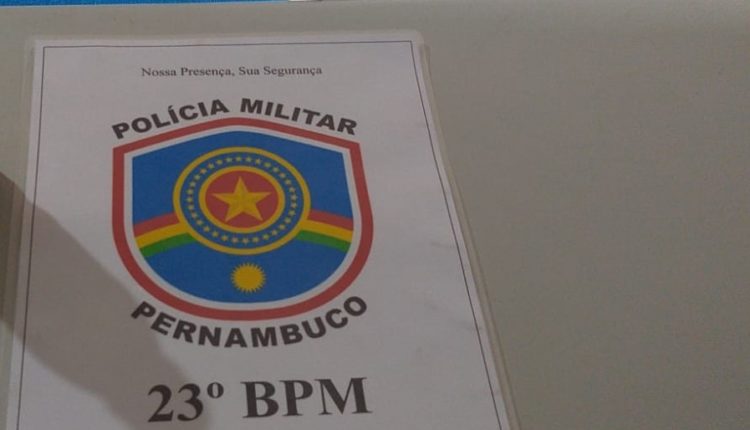 Nossa Presença, Sua Segurança
POLÍCIA MILITAR
PERNAMBUCO
23º BPM